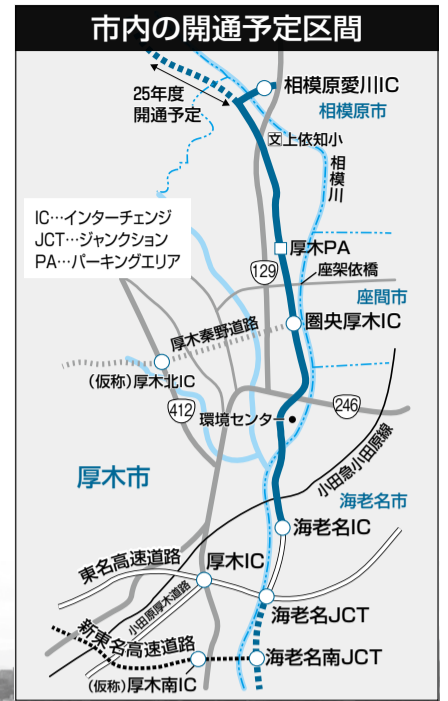 市内の開通予定区間
25年度
開通予定
相模原愛川IC
相模原市
文上依知小
相模川
IC…インターチェンジ
JCT…ジャンクション
PA…パーキングエリア
厚木PA
129
座架依橋
座間市
圏央厚木IC
厚木秦野道路
(仮称)厚木北IC
412
環境センター
246
小田急小田原線
厚木市
海老名市
海老名IC
東名高速道路
厚木IC
小田原厚木道路
海老名JCT
新東名高速道路
海老名南JCT
(仮称)厚木南IC